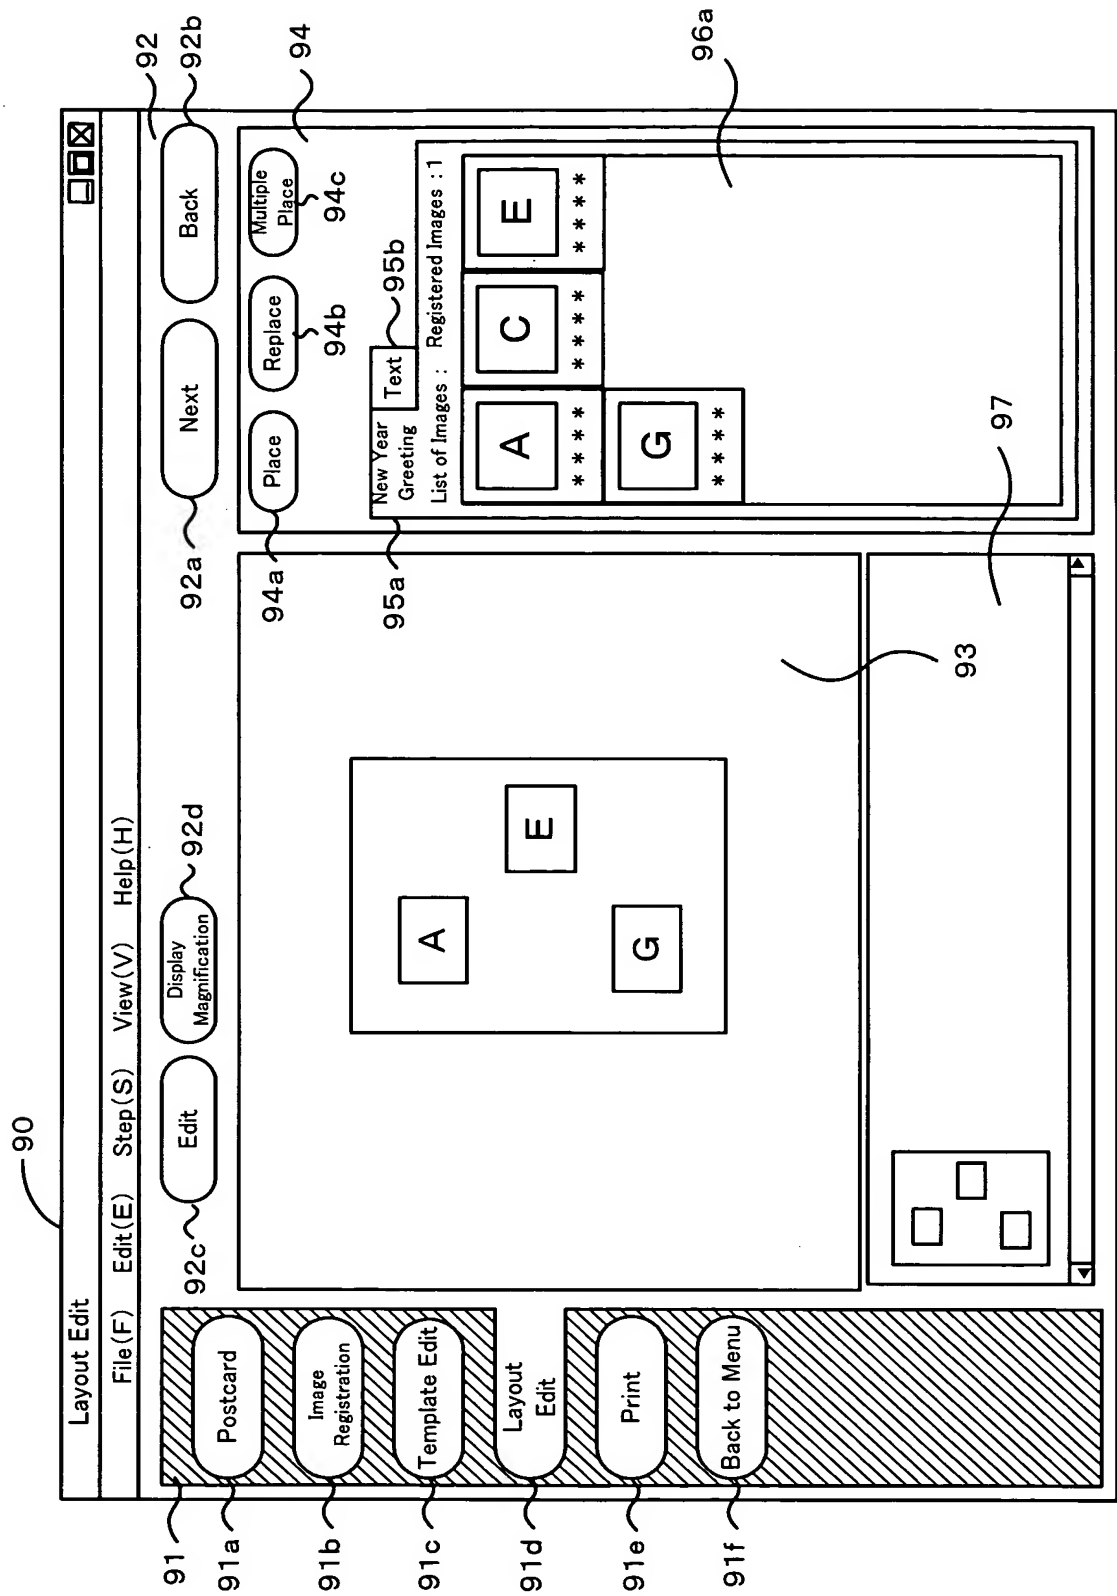 90
Layout Edit
File(F) Edit(E) Step(S) View(V) Help(H)
92
91
91a
Postcard
91b
Image
Registration
91c
Template Edit
91d
Layout
Edit
91e
Print
91f
Back to Menu
92c
Edit
Display
Magnification
92d
92a
Next
Back
92b
A
E
G
93
97
94
94a
Place
Replace
94b
Multiple
Place
94c
95a
New Year
Greeting
Text
95b
List of Images : Registered Images : 1
A
C
E
* * * *
* * * *
* * * *
G
* * * *
96a